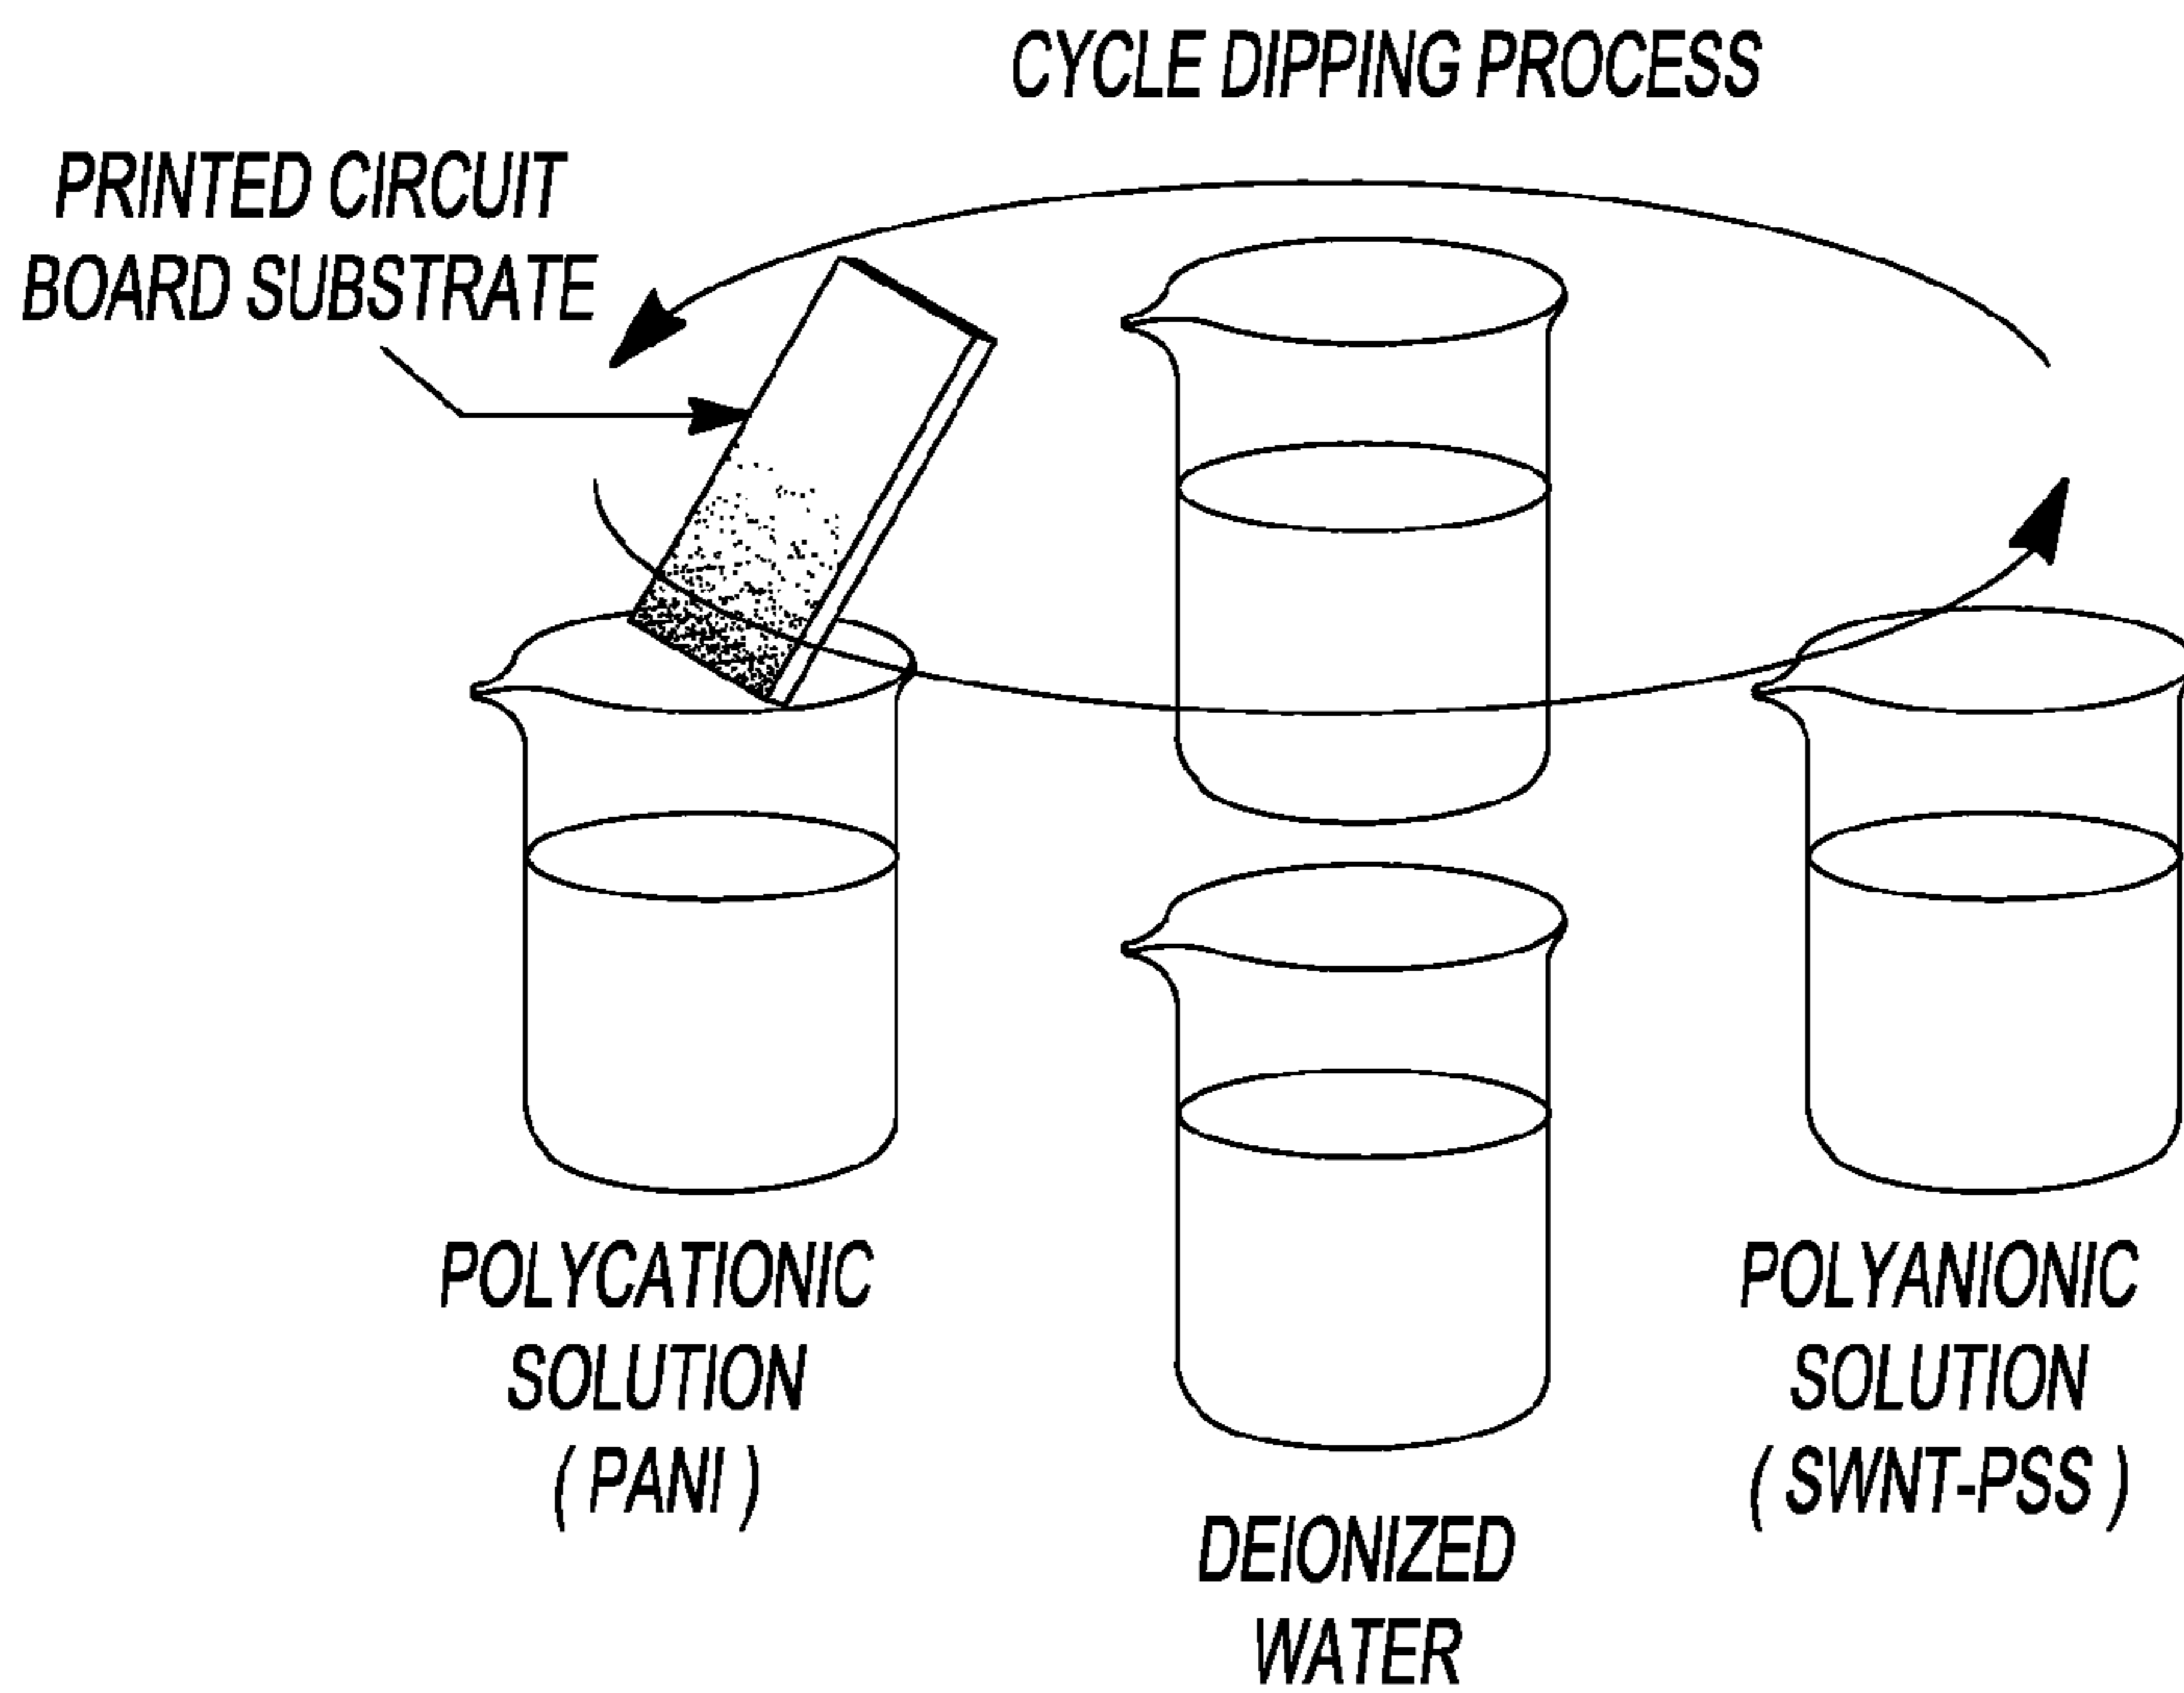 CYCLE DIPPING PROCESS
PRINTED CIRCUIT
BOARD SUBSTRATE
POLYCATIONIC
SOLUTION
( PANI )
DEIONIZED
WATER
POLYANIONIC
SOLUTION
( SWNT-PSS )